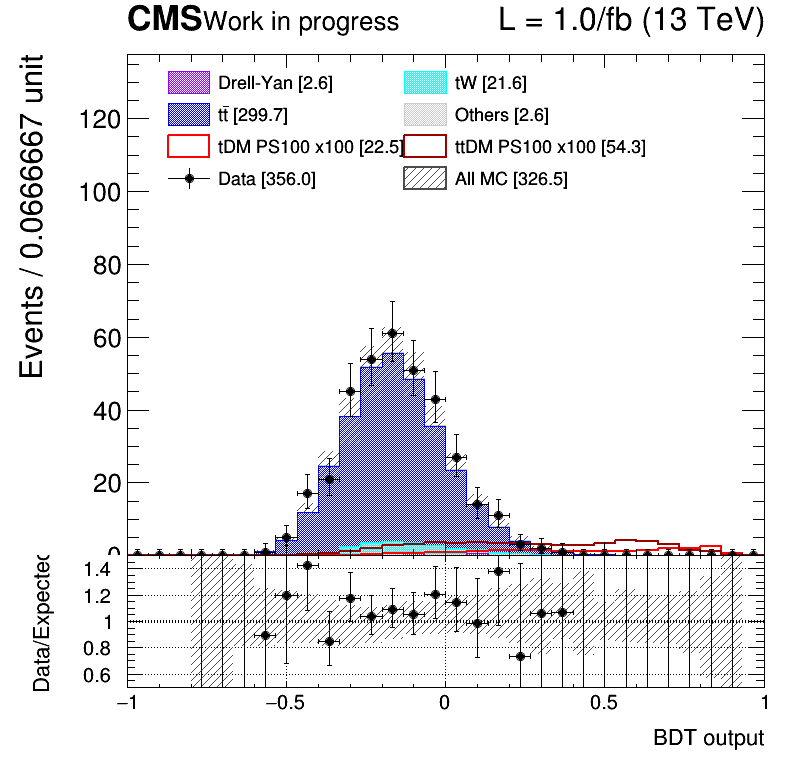 CMS Work in progress L = 1.0/fb (13 TeV)
Events / 0.0666667 unit
Drell-Yan [2.6] tW [21.6]
tt̄ [299.7] Others [2.6]
tDM PS100 x100 [22.5] ttDM PS100 x100 [54.3]
Data [356.0] All MC [326.5]
120
100
80
60
40
20
0
Data/Expected
1.4
1.2
1
0.8
0.6
−1 −0.5 0 0.5 1
BDT output